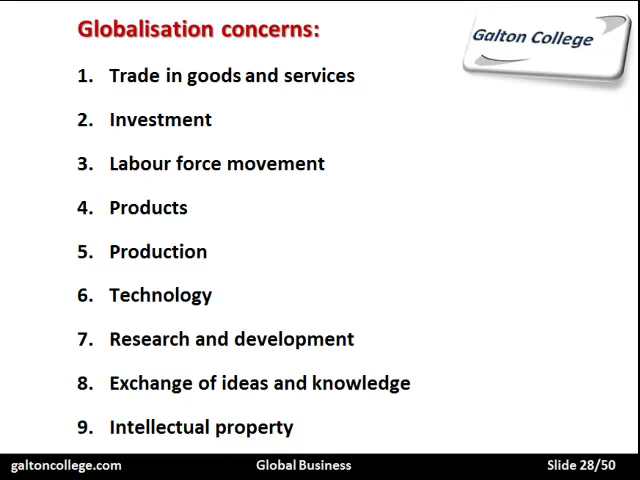 Globalisation concerns:
Galton College
1. Trade in goods and services
2. Investment
3. Labour force movement
4. Products
5. Production
6. Technology
7. Research and development
8. Exchange of ideas and knowledge
9. Intellectual property
galtoncollege.com Global Business Slide 28/50